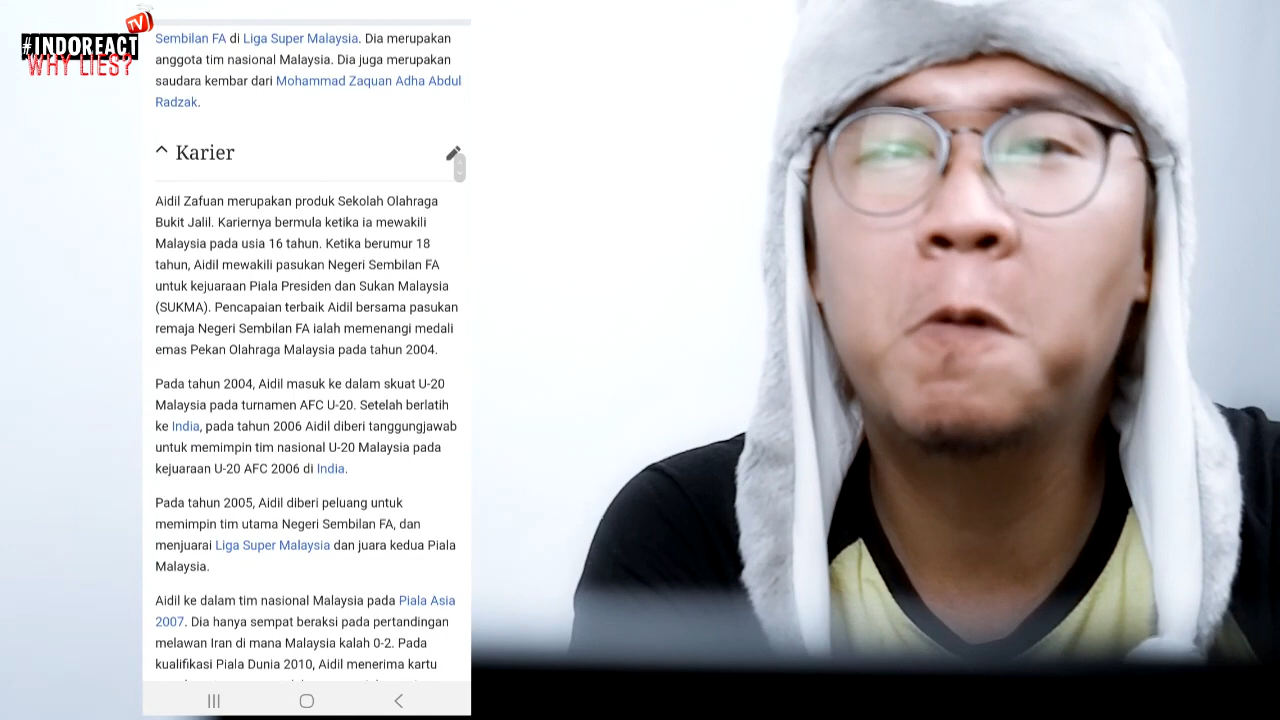 TV
#INDOREACT
WHY LIES?
Sembilan FA di Liga Super Malaysia. Dia merupakan
anggota tim nasional Malaysia. Dia juga merupakan
saudara kembar dari Mohammad Zaquan Adha Abdul
Radzak.
Karier
Aidil Zafuan merupakan produk Sekolah Olahraga
Bukit Jalil. Kariernya bermula ketika ia mewakili
Malaysia pada usia 16 tahun. Ketika berumur 18
tahun, Aidil mewakili pasukan Negeri Sembilan FA
untuk kejuaraan Piala Presiden dan Sukan Malaysia
(SUKMA). Pencapaian terbaik Aidil bersama pasukan
remaja Negeri Sembilan FA ialah memenangi medali
emas Pekan Olahraga Malaysia pada tahun 2004.
Pada tahun 2004, Aidil masuk ke dalam skuat U-20
Malaysia pada turnamen AFC U-20. Setelah berlatih
ke India, pada tahun 2006 Aidil diberi tanggungjawab
untuk memimpin tim nasional U-20 Malaysia pada
kejuaraan U-20 AFC 2006 di India.
Pada tahun 2005, Aidil diberi peluang untuk
memimpin tim utama Negeri Sembilan FA, dan
menjuarai Liga Super Malaysia dan juara kedua Piala
Malaysia.
Aidil ke dalam tim nasional Malaysia pada Piala Asia
2007. Dia hanya sempat beraksi pada pertandingan
melawan Iran di mana Malaysia kalah 0-2. Pada
kualifikasi Piala Dunia 2010, Aidil menerima kartu